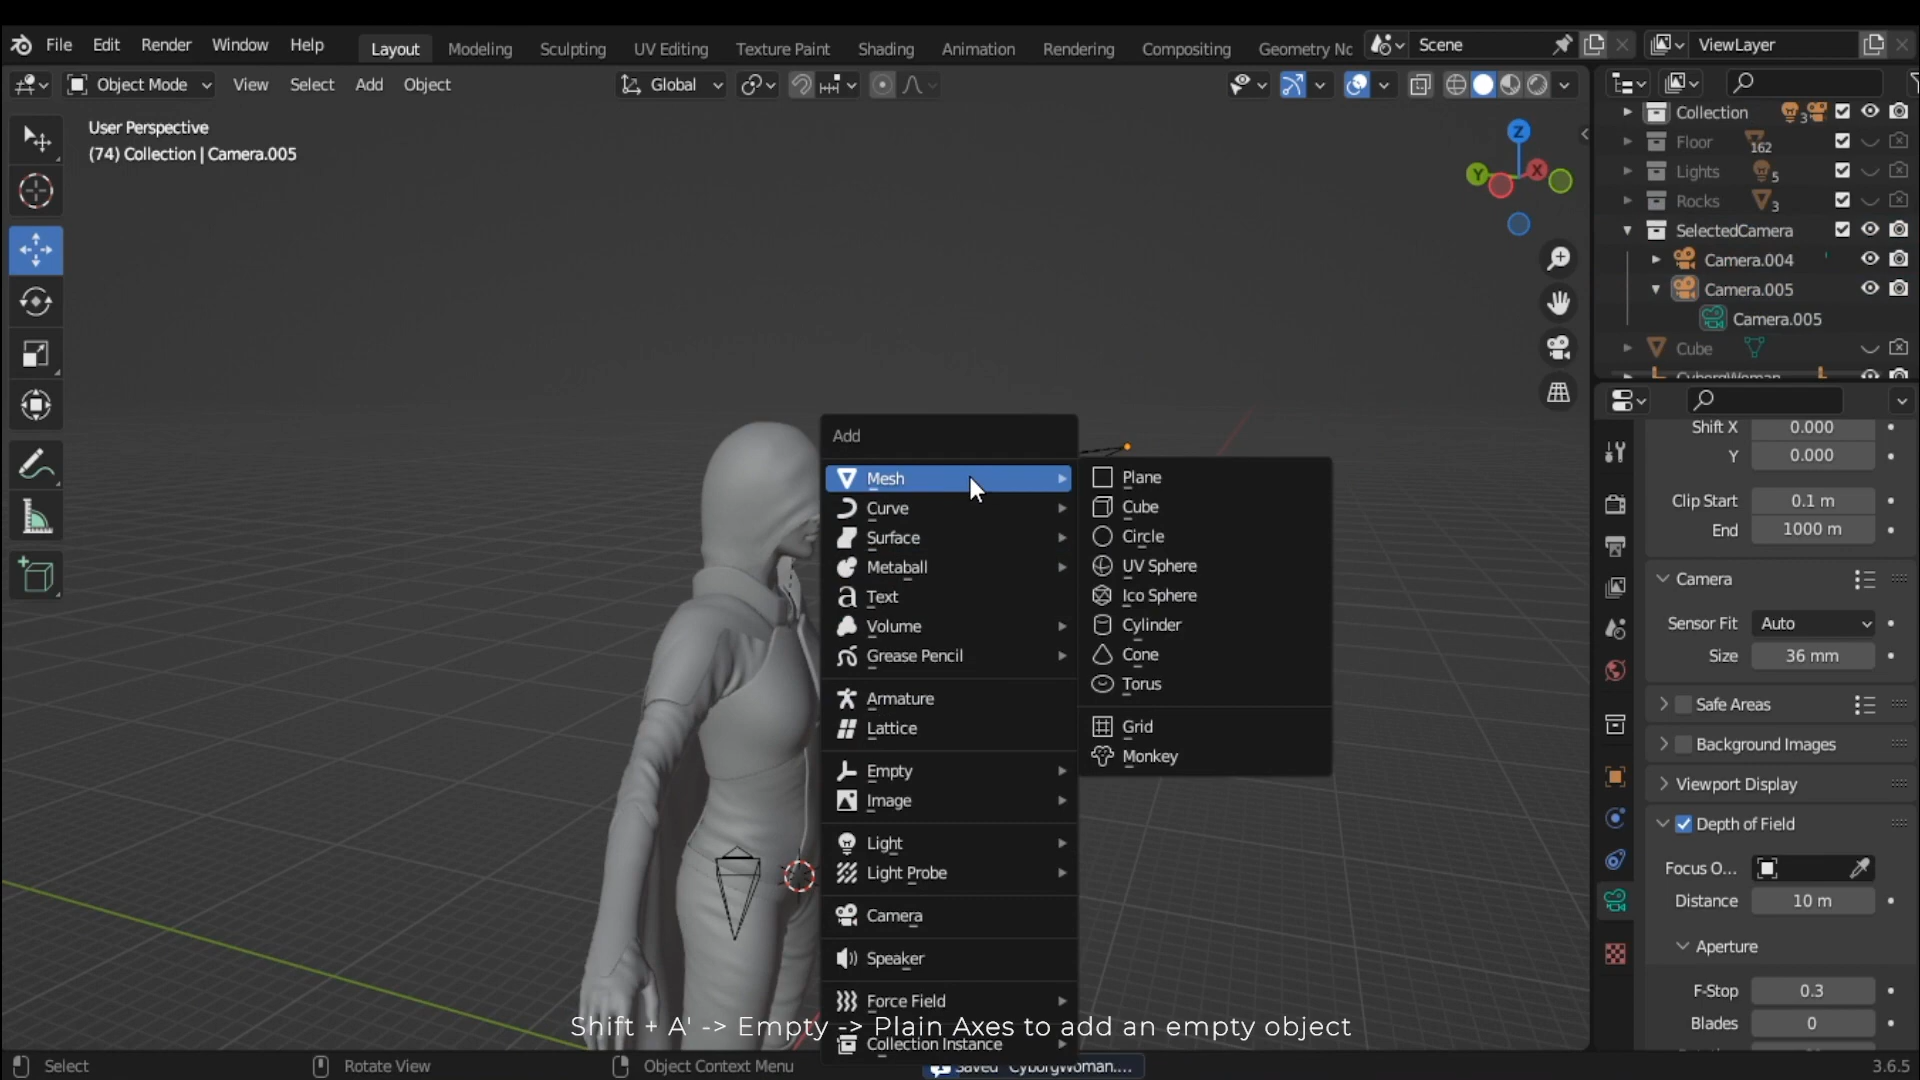 File Edit Render Window Help Layout Modeling Sculpting UV Editing Texture Paint Shading Animation Rendering Compositing Geometry Nc Scene ViewLayer
Object Mode View Select Add Object Global
User Perspective
(74) Collection | Camera.005
Z
Y
X
Collection 3
Floor 162
Lights 5
Rocks 3
SelectedCamera
Camera.004
Camera.005
Camera.005
Cube
CyborgWoman
Add
Mesh
Curve
Surface
Metaball
Text
Volume
Grease Pencil
Armature
Lattice
Empty
Image
Light
Light Probe
Camera
Speaker
Force Field
Collection Instance
Plane
Cube
Circle
UV Sphere
Ico Sphere
Cylinder
Cone
Torus
Grid
Monkey
Shift X 0.000
Y 0.000
Clip Start 0.1 m
End 1000 m
Camera
Sensor Fit Auto
Size 36 mm
Safe Areas
Background Images
Viewport Display
Depth of Field
Focus O...
Distance 10 m
Aperture
F-Stop 0.3
Blades 0
Shift + A' -> Empty -> Plain Axes to add an empty object
Select Rotate View Object Context Menu Saved "CyborgWoman.... 3.6.5